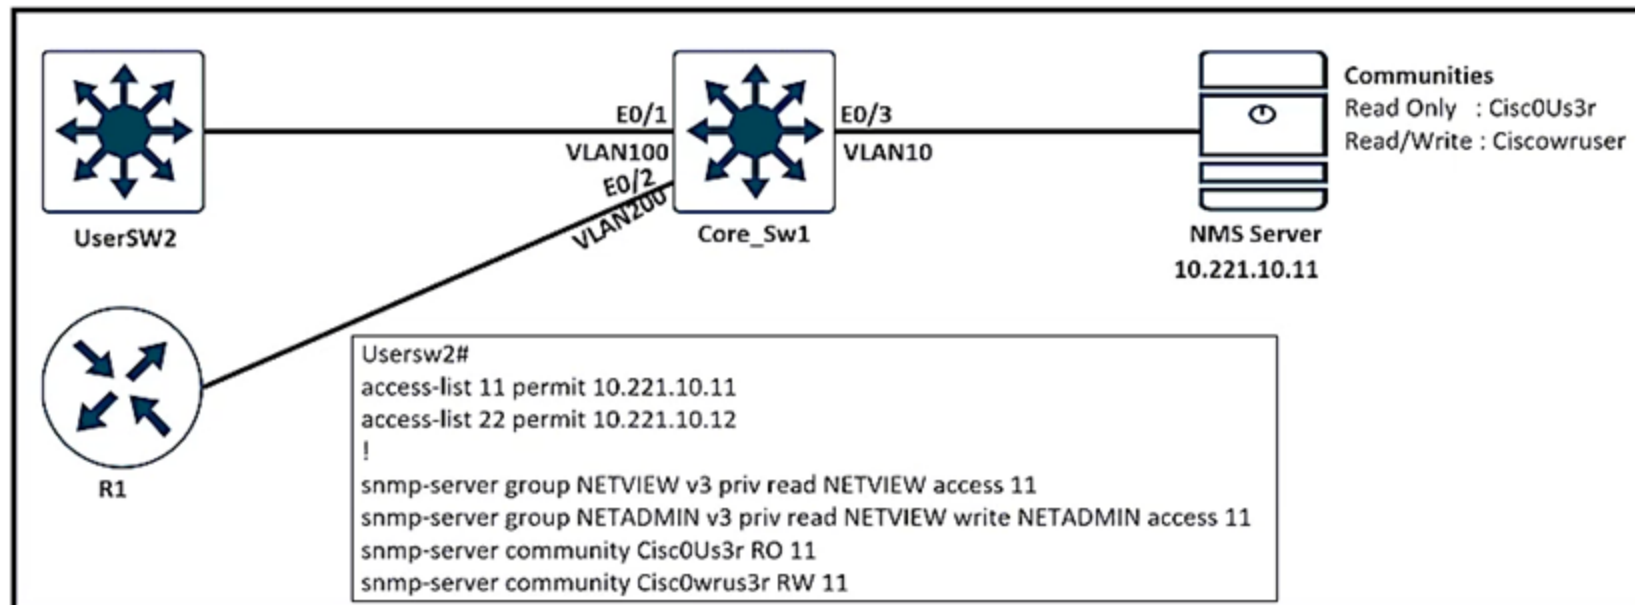 E0/1
E0/3
VLAN100
VLAN10
E0/2
VLAN200
UserSW2
Core_Sw1
NMS Server
10.221.10.11
Communities
Read Only : Cisc0Us3r
Read/Write : Ciscowruser
R1
Usersw2#
access-list 11 permit 10.221.10.11
access-list 22 permit 10.221.10.12
!
snmp-server group NETVIEW v3 priv read NETVIEW access 11
snmp-server group NETADMIN v3 priv read NETVIEW write NETADMIN access 11
snmp-server community Cisc0Us3r RO 11
snmp-server community Cisc0wrus3r RW 11